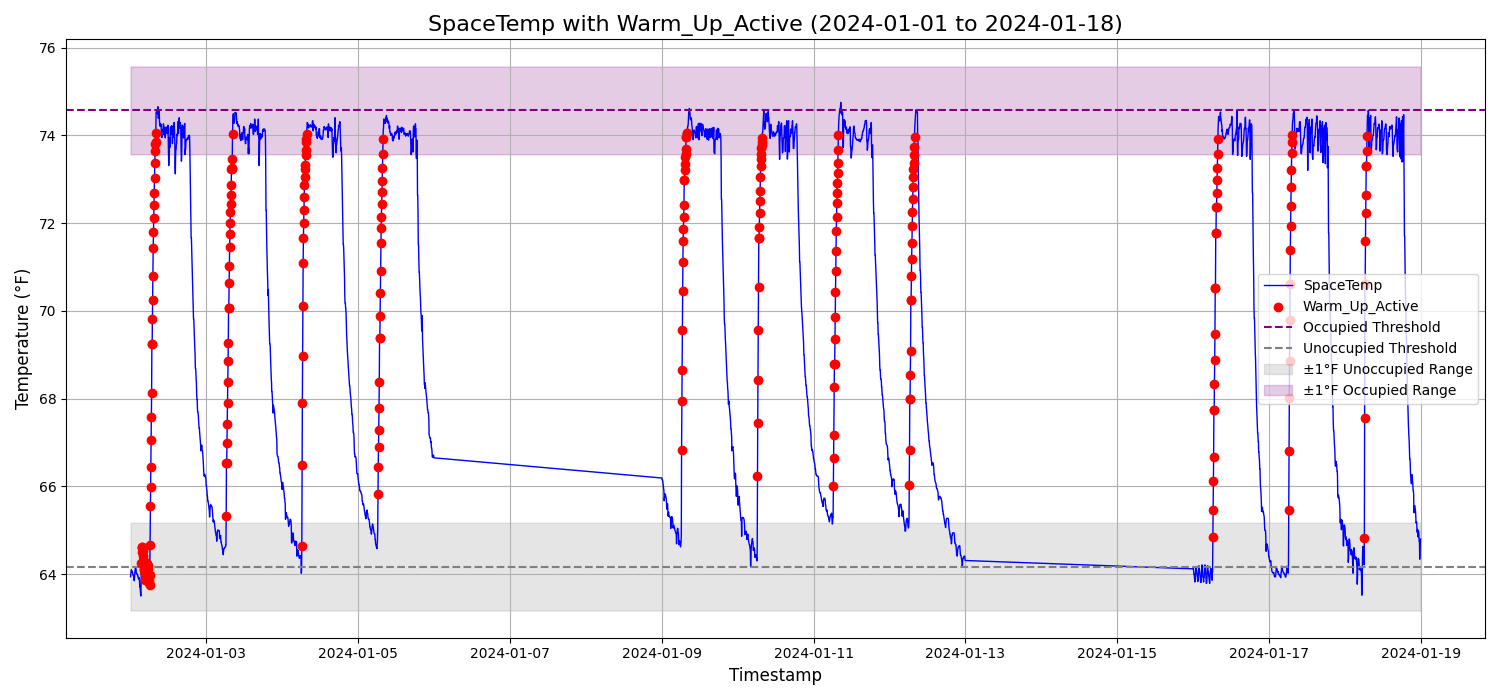 SpaceTemp with Warm_Up_Active (2024-01-01 to 2024-01-18)
76
74
72
70
68
66
64
Temperature (°F)
SpaceTemp
Warm_Up_Active
Occupied Threshold
Unoccupied Threshold
±1°F Unoccupied Range
±1°F Occupied Range
2024-01-03 2024-01-05 2024-01-07 2024-01-09 2024-01-11 2024-01-13 2024-01-15 2024-01-17 2024-01-19
Timestamp